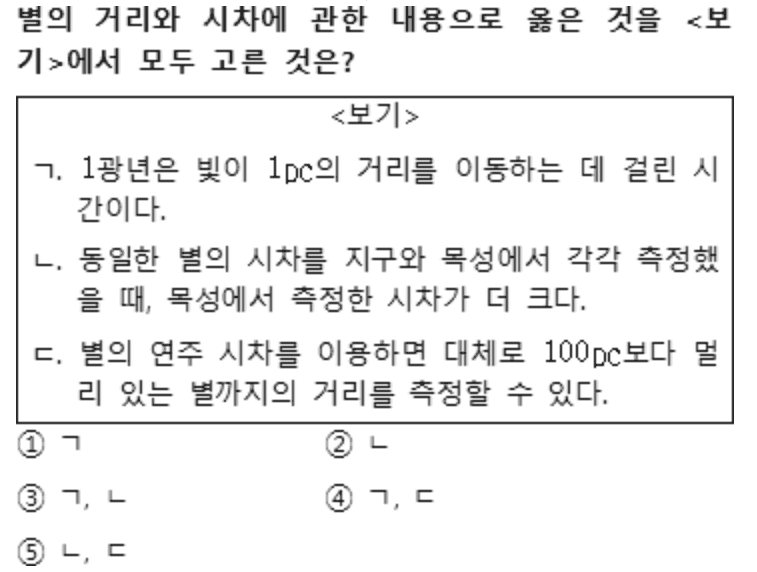 별의 거리와 시차에 관한 내용으로 옳은 것을 <보
기>에서 모두 고른 것은?
<보기>
ㄱ. 1광년은 빛이 1pc의 거리를 이동하는 데 걸린 시
간이다.
ㄴ. 동일한 별의 시차를 지구와 목성에서 각각 측정했
을 때, 목성에서 측정한 시차가 더 크다.
ㄷ. 별의 연주 시차를 이용하면 대체로 100pc보다 멀
리 있는 별까지의 거리를 측정할 수 있다.
① ㄱ ② ㄴ
③ ㄱ, ㄴ ④ ㄱ, ㄷ
⑤ ㄴ, ㄷ